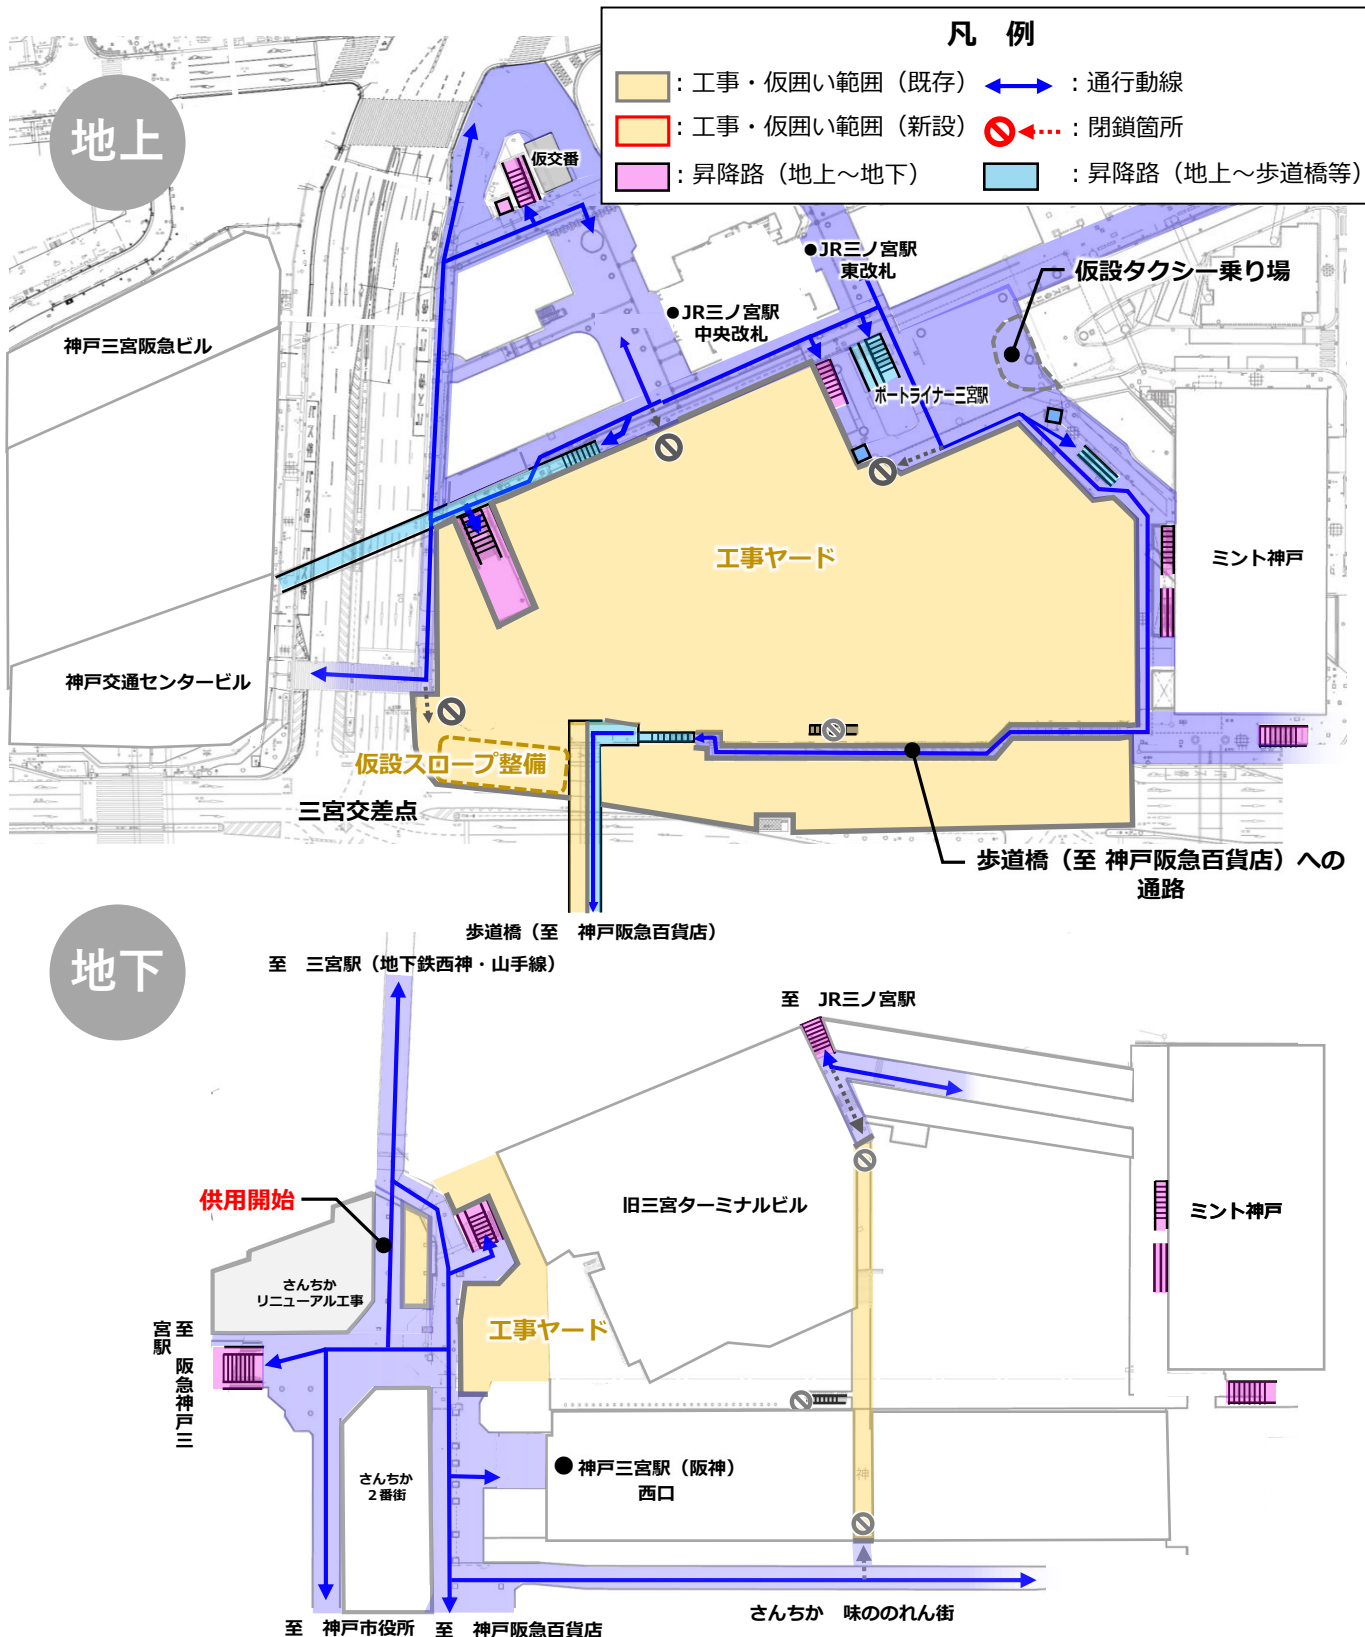 凡 例
：工事・仮囲い範囲（既存）
：通行動線
：工事・仮囲い範囲（新設）
：閉鎖箇所
：昇降路（地上～地下）
：昇降路（地上～歩道橋等）
地上
仮交番
●JR三ノ宮駅
東改札
仮設タクシー乗り場
●JR三ノ宮駅
中央改札
神戸三宮阪急ビル
ポートライナー三宮駅
工事ヤード
ミント神戸
神戸交通センタービル
仮設スロープ整備
三宮交差点
歩道橋（至 神戸阪急百貨店）への
通路
歩道橋（至 神戸阪急百貨店）
地下
至 三宮駅（地下鉄西神・山手線）
至 JR三ノ宮駅
供用開始
旧三宮ターミナルビル
ミント神戸
さんちか
リニューアル工事
工事ヤード
至 阪急神戸三
宮駅
さんちか
２番街
●神戸三宮駅（阪神）
西口
神
さんちか 味ののれん街
至 神戸市役所
至 神戸阪急百貨店